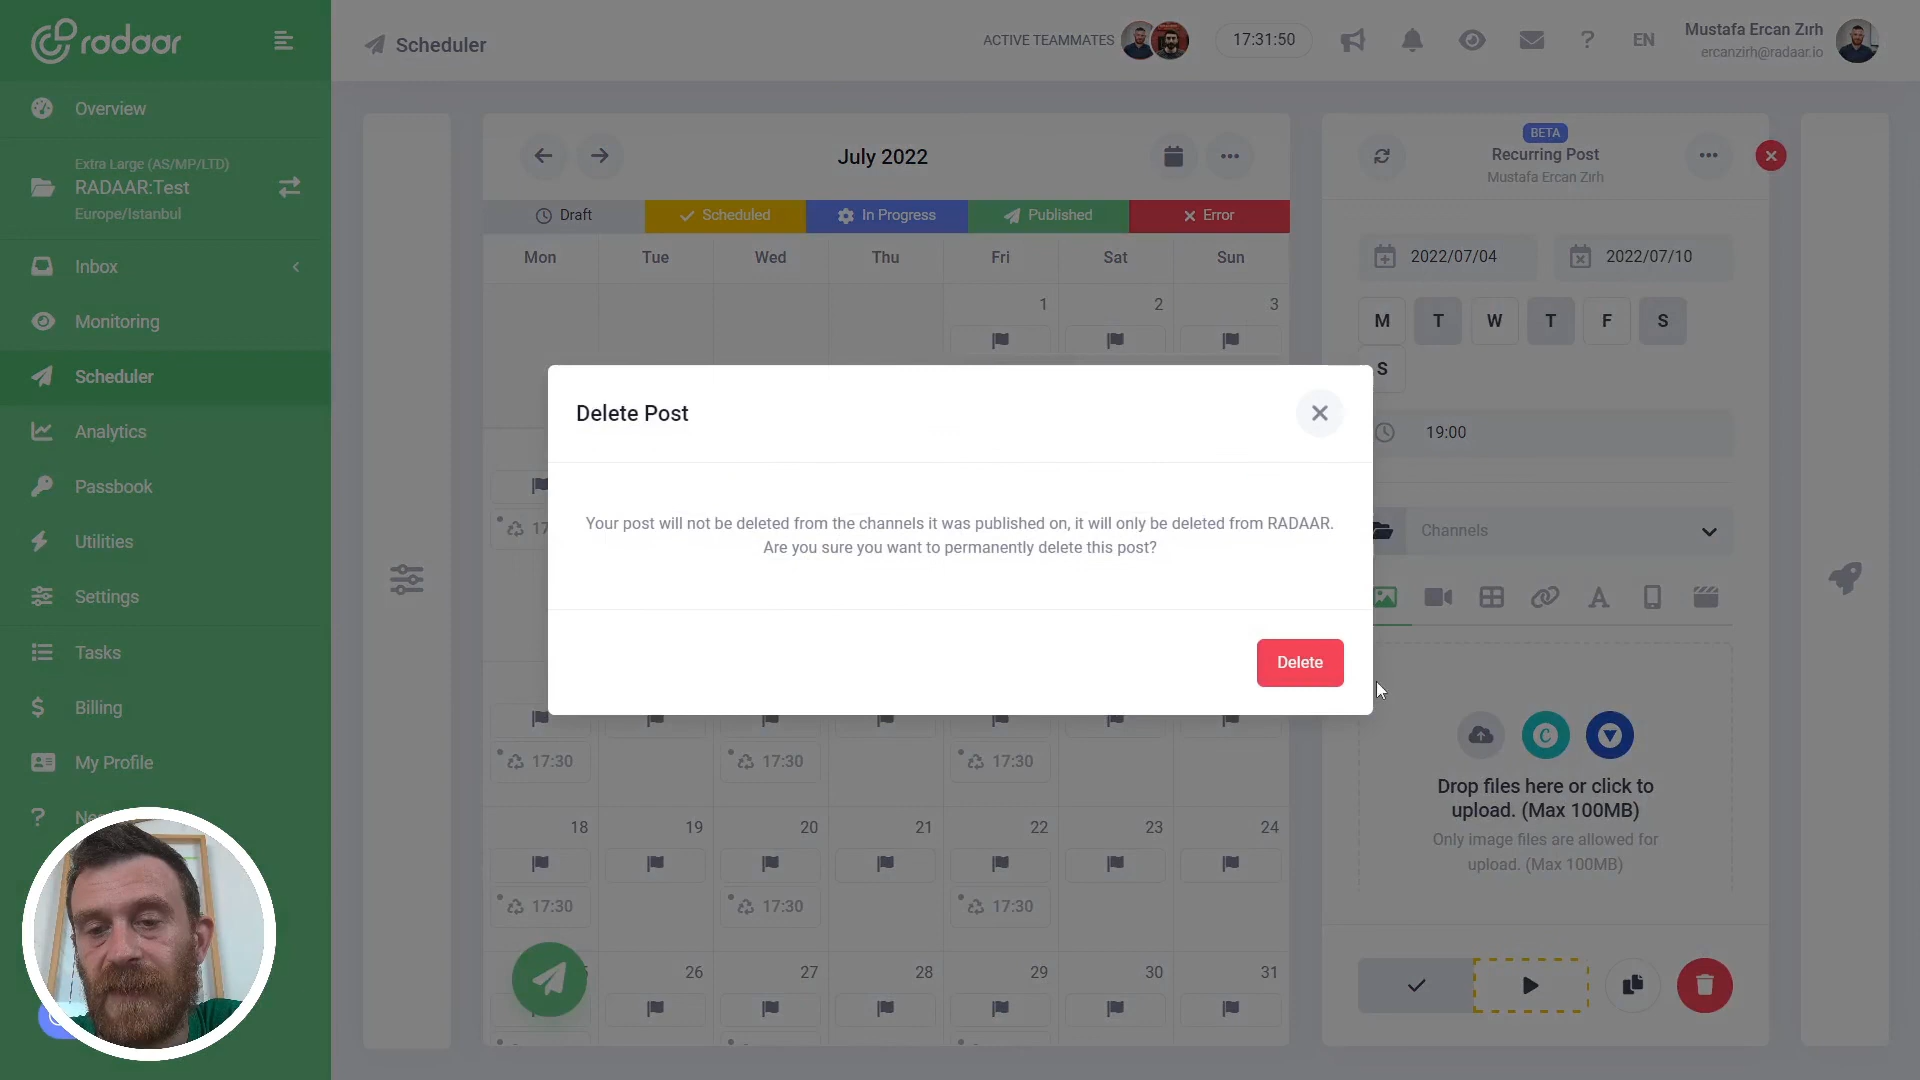 radaar
Scheduler
ACTIVE TEAMMATES
17:31:50
?
EN
Mustafa Ercan Zırh
ercanzirh@radaar.io
Overview
Extra Large (AS/MP/LTD)
RADAAR:Test
Europe/Istanbul
Inbox
Monitoring
Scheduler
Analytics
Passbook
Utilities
Settings
Tasks
Billing
My Profile
July 2022
Draft
Scheduled
In Progress
Published
Error
Mon Tue Wed Thu Fri Sat Sun
1 2 3
17:30 17:30 17:30
18 19 20 21 22 23 24
17:30 17:30 17:30
26 27 28 29 30 31
Delete Post
Your post will not be deleted from the channels it was published on, it will only be deleted from RADAAR.
Are you sure you want to permanently delete this post?
Delete
BETA
Recurring Post
Mustafa Ercan Zırh
2022/07/04
2022/07/10
M T W T F S
S
19:00
Channels
Drop files here or click to
upload. (Max 100MB)
Only image files are allowed for
upload. (Max 100MB)